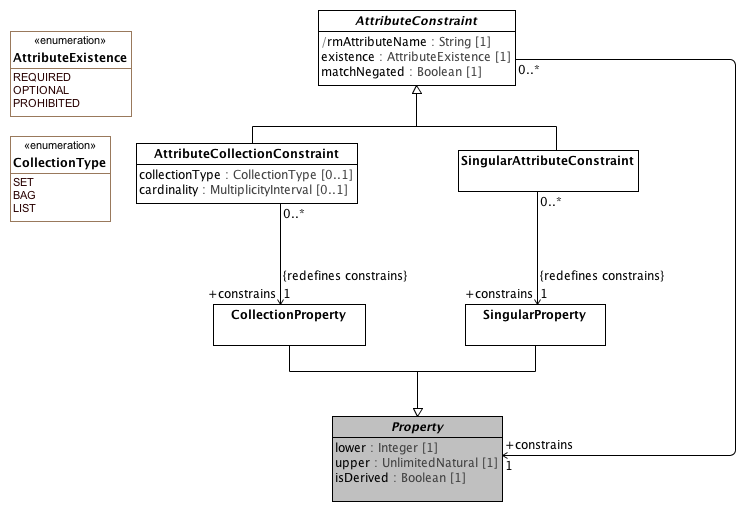 AttributeConstraint
/rmAttributeName : String [1]
existence : AttributeExistence [1]
matchNegated : Boolean [1]
0..*
«enumeration»
AttributeExistence
REQUIRED
OPTIONAL
PROHIBITED
«enumeration»
CollectionType
SET
BAG
LIST
AttributeCollectionConstraint
collectionType : CollectionType [0..1]
cardinality : MultiplicityInterval [0..1]
0..*
SingularAttributeConstraint
0..*
{redefines constrains}
+constrains 1
{redefines constrains}
+constrains 1
CollectionProperty
SingularProperty
Property
lower : Integer [1]
upper : UnlimitedNatural [1]
isDerived : Boolean [1]
+constrains
1